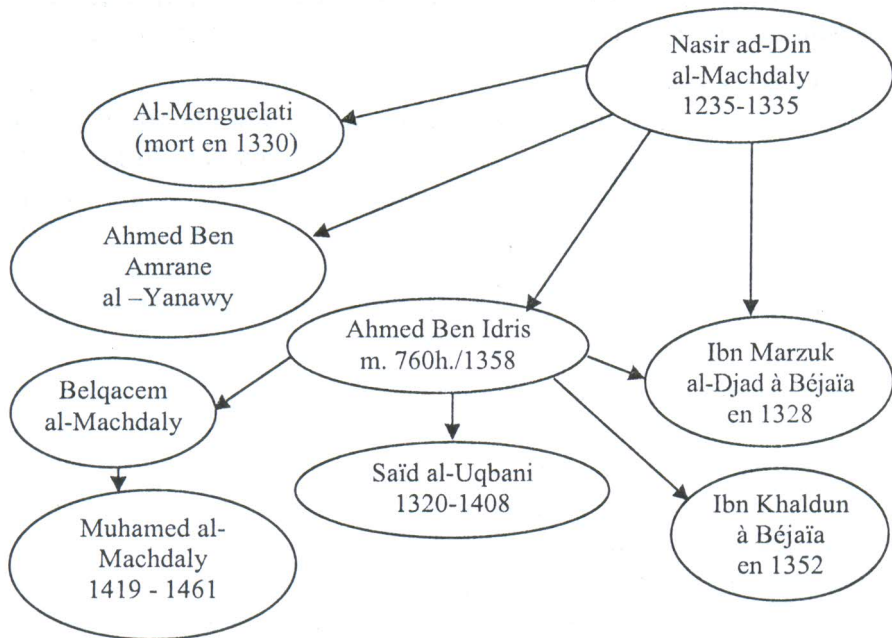 Nasir ad-Din
al-Machdaly
1235-1335
Al-Menguelati
(mort en 1330)
Ahmed Ben
Amrane
al –Yanawy
Ahmed Ben Idris
m. 760h./1358
Ibn Marzuk
al-Djad à Béjaïa
en 1328
Belqacem
al-Machdaly
Saïd al-Uqbani
1320-1408
Ibn Khaldun
à Béjaïa
en 1352
Muhamed al-
Machdaly
1419 - 1461